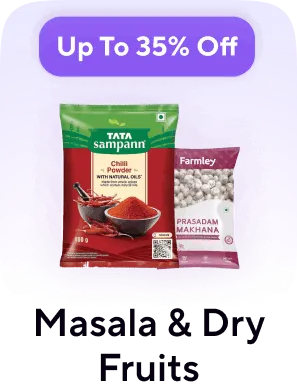 Up To 35% Off
TATA
sampann
Chilli
Powder
WITH NATURAL OILS*
Farmley
PRASADAM
MAKHANA
Masala & Dry
Fruits